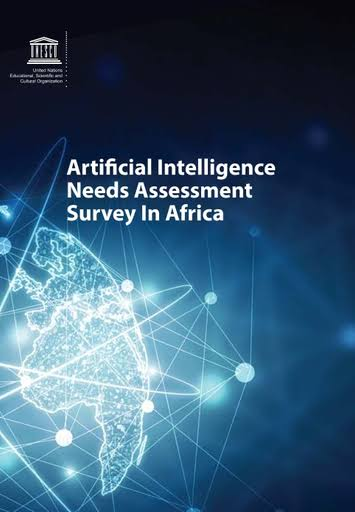 UNESCO
United Nations
Educational, Scientific and
Cultural Organization
Artificial Intelligence
Needs Assessment
Survey In Africa